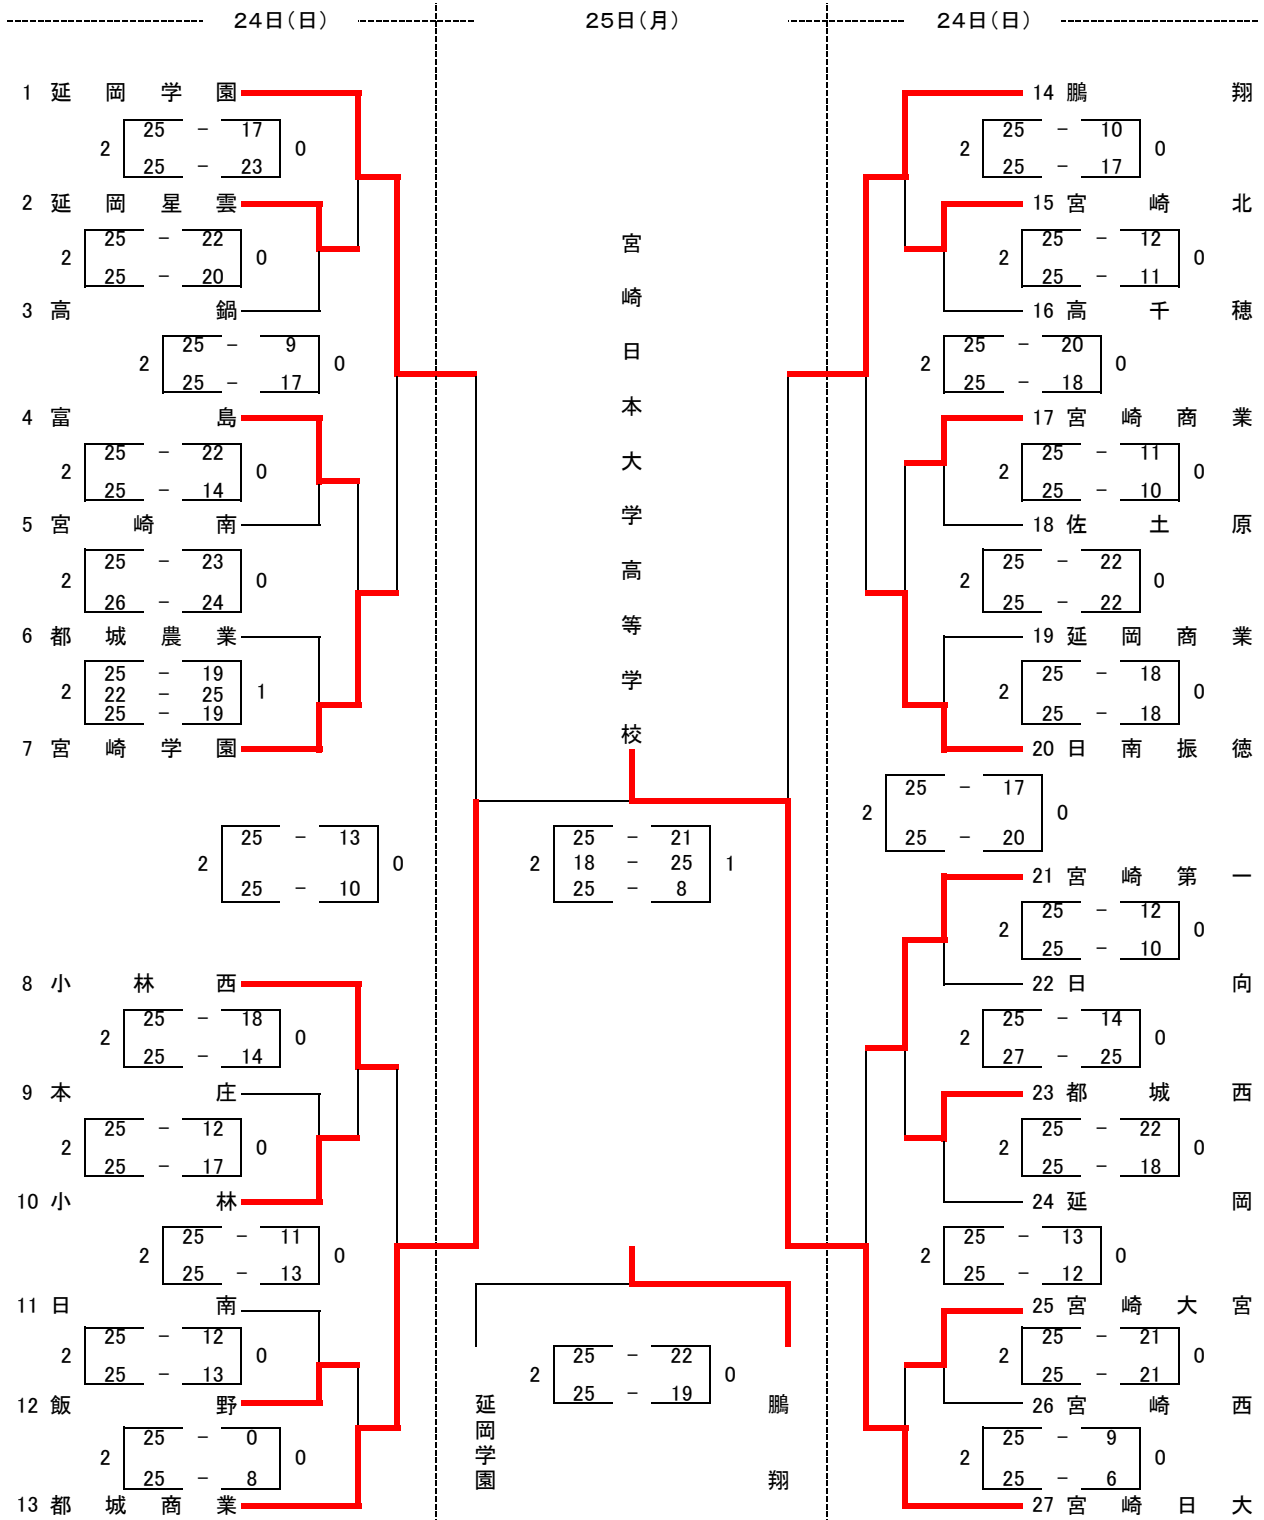 24日(日)
25日(月)
24日(日)
1 延岡学園
25 - 17
2 0
25 - 23
2 延岡星雲
25 - 22
2 0
25 - 20
3 高鍋
25 - 9
2 0
25 - 17
4 富島
25 - 22
2 0
25 - 14
5 宮崎南
25 - 23
2 0
26 - 24
6 都城農業
25 - 19
2 22 - 25 1
25 - 19
7 宮崎学園
25 - 13
2 0
25 - 10
8 小林西
25 - 18
2 0
25 - 14
9 本庄
25 - 12
2 0
25 - 17
10 小林
25 - 11
2 0
25 - 13
11 日南
25 - 12
2 0
25 - 13
12 飯野
25 - 0
2 0
25 - 8
13 都城商業
宮崎日本大学高等学校
25 - 21
2 18 - 25 1
25 - 8
25 - 22
2 0
25 - 19
延岡学園
鵬翔
14 鵬翔
25 - 10
2 0
25 - 17
15 宮崎北
25 - 12
2 0
25 - 11
16 高千穂
25 - 20
2 0
25 - 18
17 宮崎商業
25 - 11
2 0
25 - 10
18 佐土原
25 - 22
2 0
25 - 22
19 延岡商業
25 - 18
2 0
25 - 18
20 日南振徳
25 - 17
2 0
25 - 20
21 宮崎第一
25 - 12
2 0
25 - 10
22 日向
25 - 14
2 0
27 - 25
23 都城西
25 - 22
2 0
25 - 18
24 延岡
25 - 13
2 0
25 - 12
25 宮崎大宮
25 - 21
2 0
25 - 21
26 宮崎西
25 - 9
2 0
25 - 6
27 宮崎日大